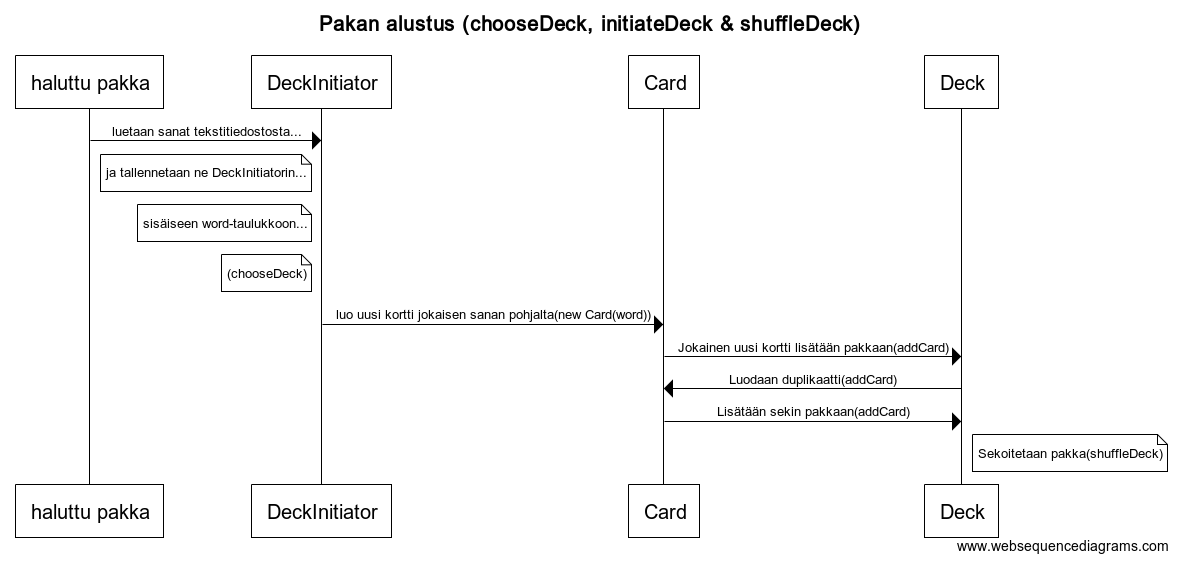 Pakan alustus (chooseDeck, initiateDeck & shuffleDeck)
haluttu pakka
DeckInitiator
Card
Deck
luetaan sanat tekstitiedostosta...
ja tallennetaan ne DeckInitiatorin...
sisäiseen word-taulukkoon...
(chooseDeck)
luo uusi kortti jokaisen sanan pohjalta(new Card(word))
Jokainen uusi kortti lisätään pakkaan(addCard)
Luodaan duplikaatti(addCard)
Lisätään sekin pakkaan(addCard)
Sekoitetaan pakka(shuffleDeck)
haluttu pakka
DeckInitiator
Card
Deck
www.websequencediagrams.com